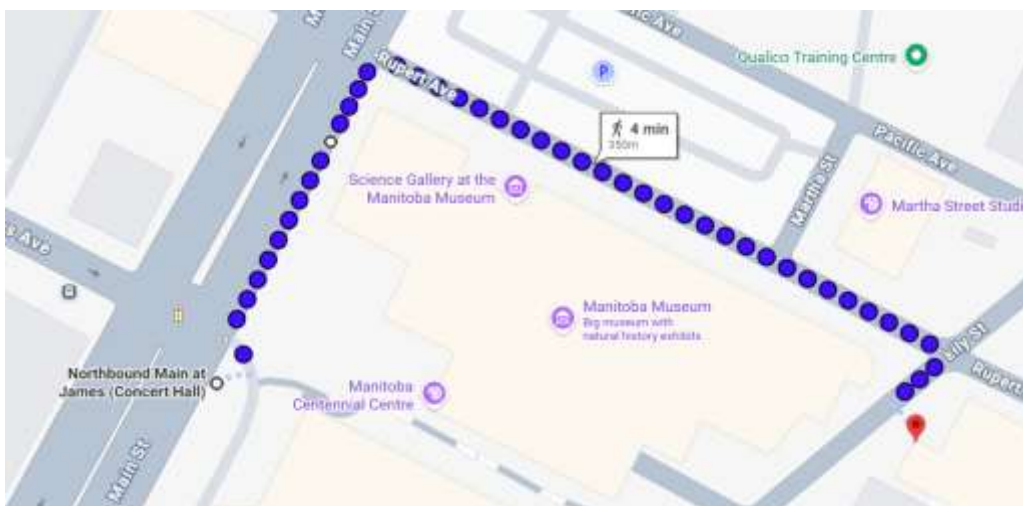 Main S
Rupert Ave
fic Ave
Qualico Training Centre
P
4 min
350m
Pacific Ave
Martha St
Science Gallery at the
Manitoba Museum
Martha Street Studi
s Ave
Manitoba Museum
Big museum with
natural history exhibits
Northbound Main at
James (Concert Hall)
Manitoba
Centennial Centre
Lily St
Rupert
Main St